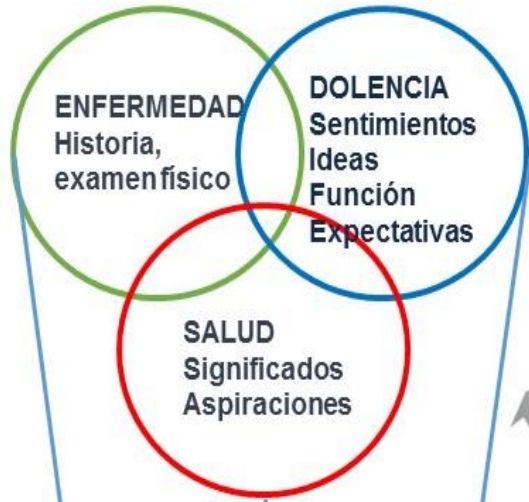 ENFERMEDAD
Historia,
examen físico
DOLENCIA
Sentimientos
Ideas
Función
Expectativas
SALUD
Significados
Aspiraciones